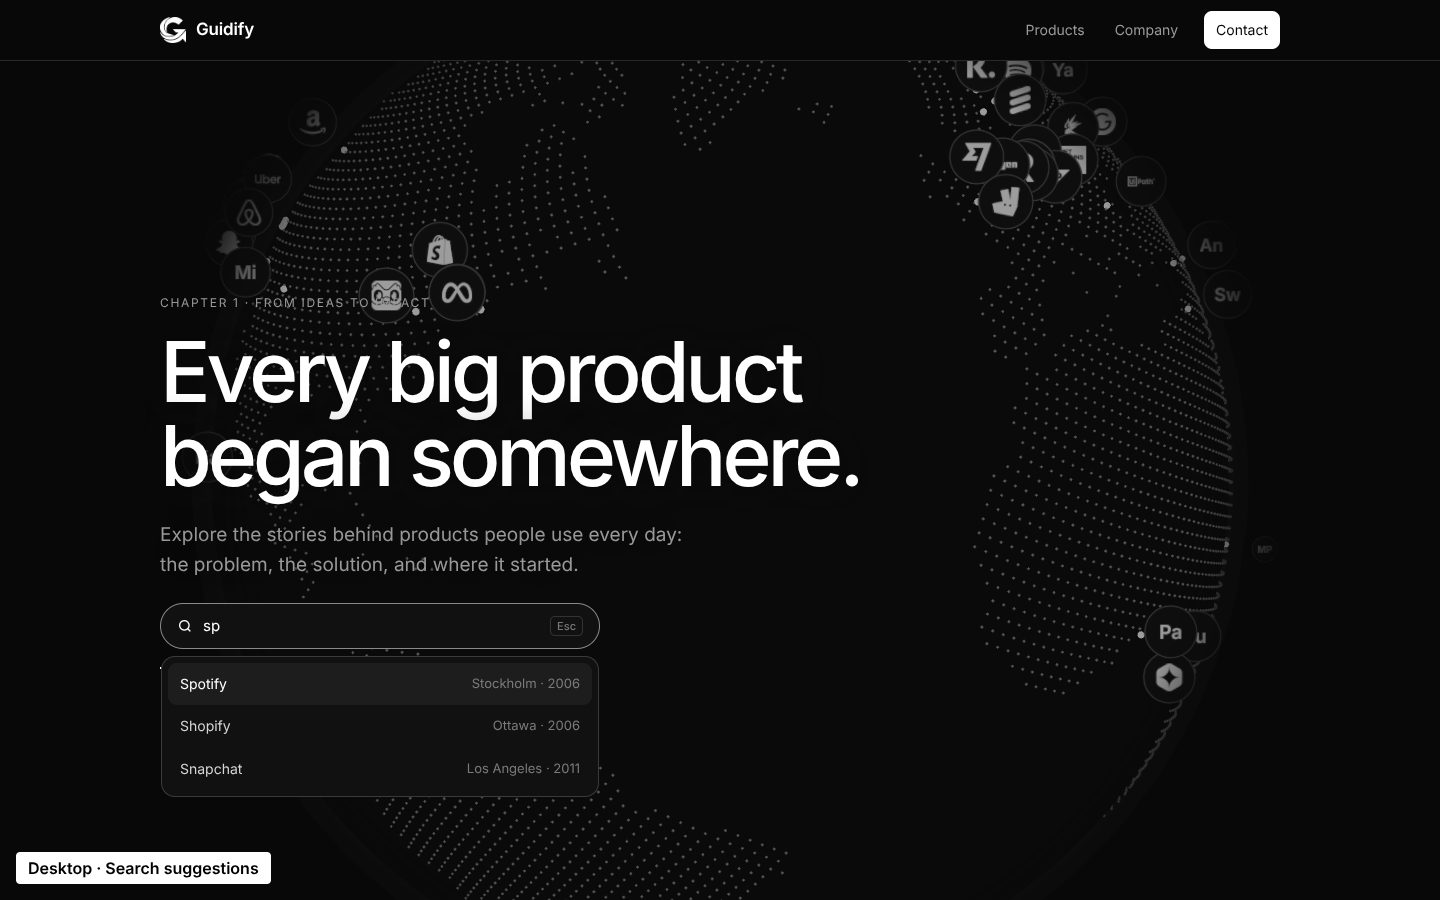 Guidify
Products
Company
Contact
K.
Ya
a
G
Uber
UiPath
Mi
S
An
Sw
CHAPTER 1 · FROM IDEAS TO
Every big product
began somewhere.
Explore the stories behind products people use every day:
the problem, the solution, and where it started.
MP
sp
Esc
Pa
u
Spotify
Stockholm · 2006
Shopify
Ottawa · 2006
Snapchat
Los Angeles · 2011
Desktop · Search suggestions